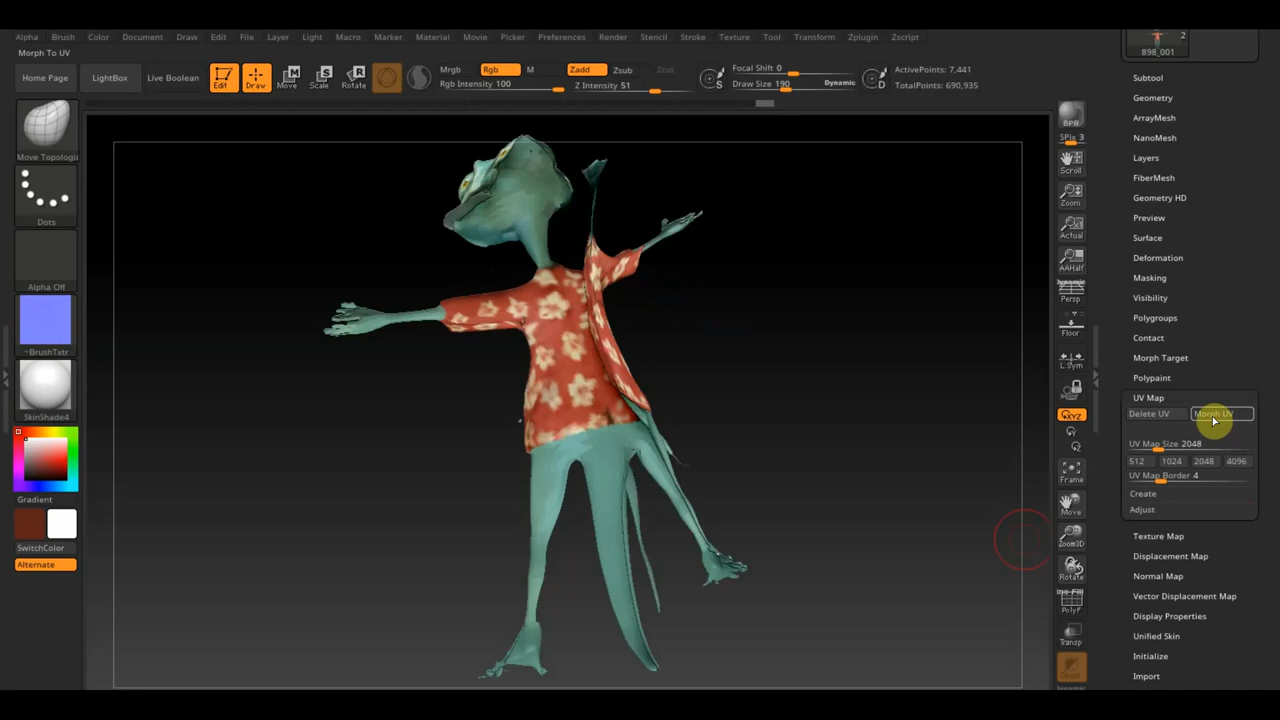 Alpha Brush Color Document Draw Edit File Layer Light Macro Marker Material Movie Picker Preferences Render Stencil Stroke Texture Tool Transform Zplugin Zscript
2
898_001
Morph To UV
Home Page
LightBox
Live Boolean
Edit
Draw
Move
Scale
Rotate
Mrgb
Rgb
M
Rgb Intensity 100
Zadd
Zsub
Zcut
Z Intensity 51
S
Focal Shift 0
Draw Size 190
Dynamic
D
ActivePoints: 7,441
TotalPoints: 690,935
Move Topologic
Dots
Alpha Off
~BrushTxtr
SkinShade4
Gradient
SwitchColor
Alternate
BPR
SPix 3
Scroll
Zoom
Actual
AAHalf
Dynamic
Persp
Floor
L.Sym
XYZ
Y
Z
Frame
Move
Zoom3D
Rotate
PolyF
Transp
Subtool
Geometry
ArrayMesh
NanoMesh
Layers
FiberMesh
Geometry HD
Preview
Surface
Deformation
Masking
Visibility
Polygroups
Contact
Morph Target
Polypaint
UV Map
Delete UV
Morph UV
UV Map Size 2048
512 1024 2048 4096
UV Map Border 4
Create
Adjust
Texture Map
Displacement Map
Normal Map
Vector Displacement Map
Display Properties
Unified Skin
Initialize
Import